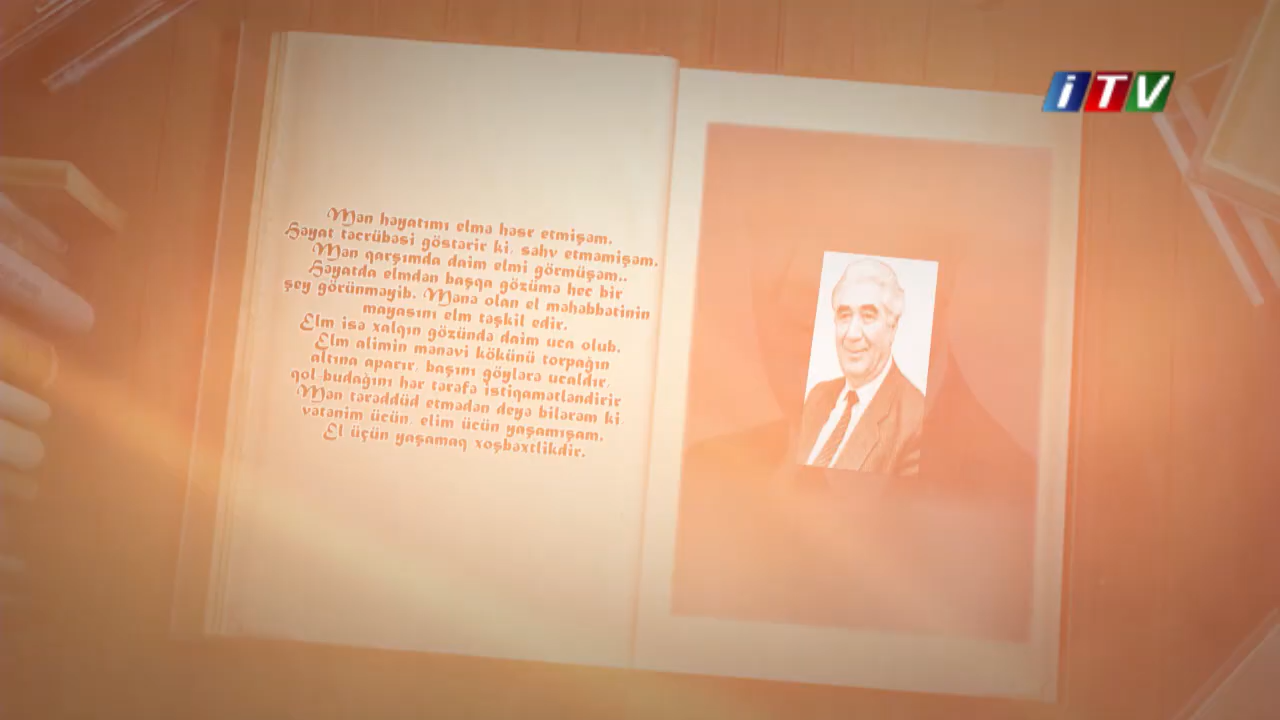 iTV
Mən həyatımı elmə həsr etmişəm.
Həyat təcrübəsi göstərir ki, səhv etməmişəm.
Mən qarşımda daim elmi görmüşəm..
Həyatda elmdən başqa gözümə hec bir
şey görünməyib. Mənə olan el məhəbbətinin
mayasını elm təşkil edir.
Elm isə xalqın gözündə daim uca olub.
Elm alimin mənəvi kökünü torpağın
altına aparır, başını göylərə ucaldır,
qol-budağını hər tərəfə istiqamətləndirir
Mən tərəddüd etmədən deyə bilərəm ki,
vətənim ücün, elim ücün yaşamışam.
El üçün yaşamaq xoşbəxtlikdir.